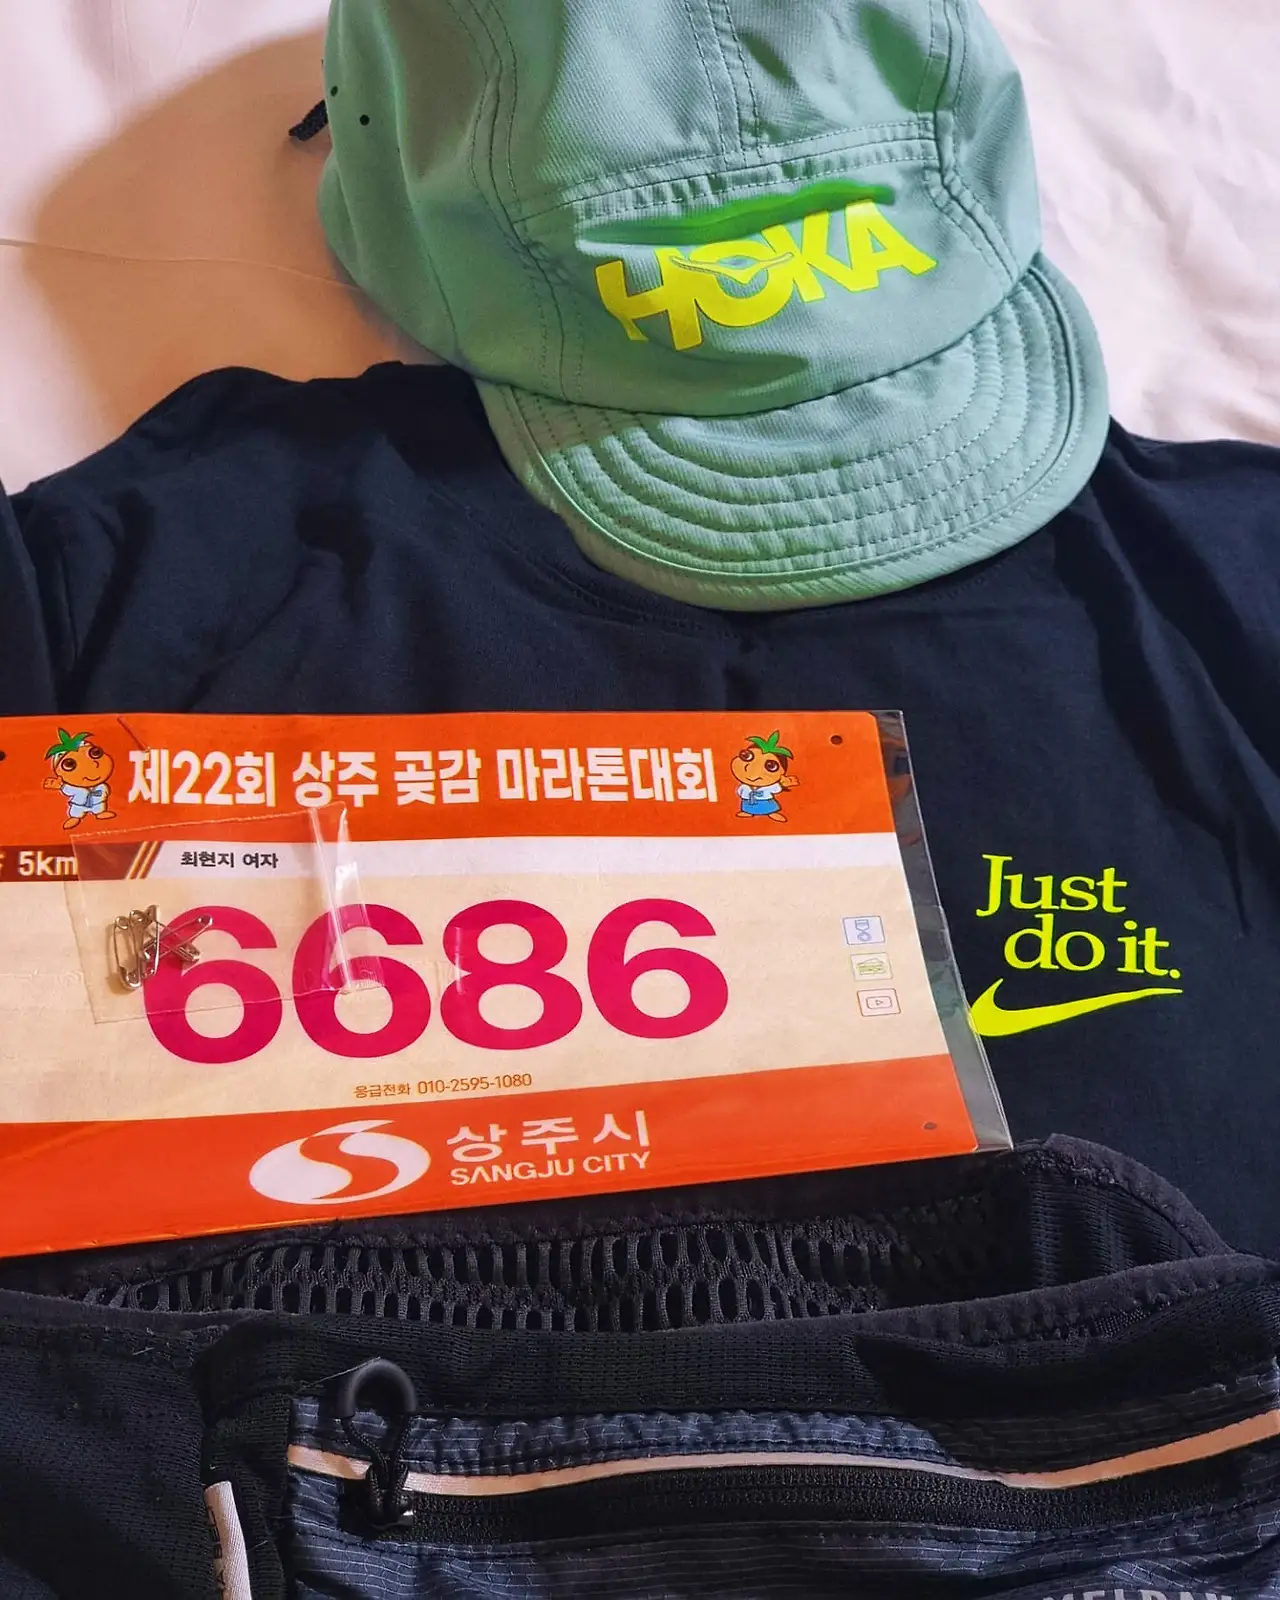 HOKA
제22회 상주 곶감 마라톤대회
5km
최현지 여자
6686
응급전화 010-2595-1080
상주시
SANGJU CITY
Just
do it.